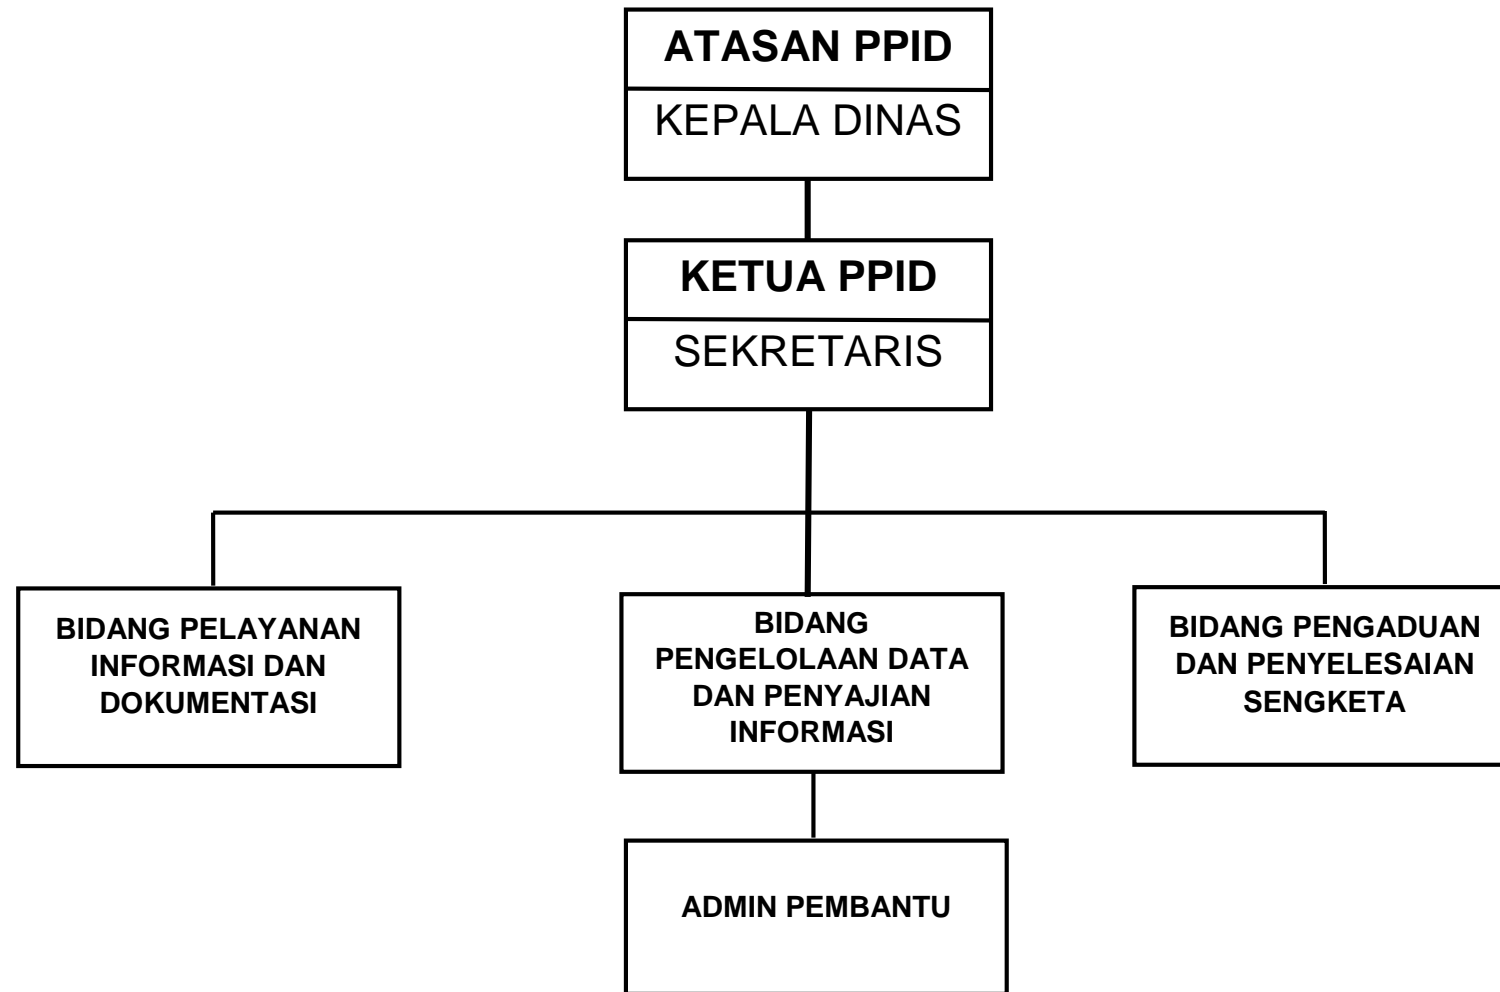 ATASAN PPID
KEPALA DINAS
KETUA PPID
SEKRETARIS
BIDANG PELAYANAN
INFORMASI DAN
DOKUMENTASI
BIDANG
PENGELOLAAN DATA
DAN PENYAJIAN
INFORMASI
BIDANG PENGADUAN
DAN PENYELESAIAN
SENGKETA
ADMIN PEMBANTU